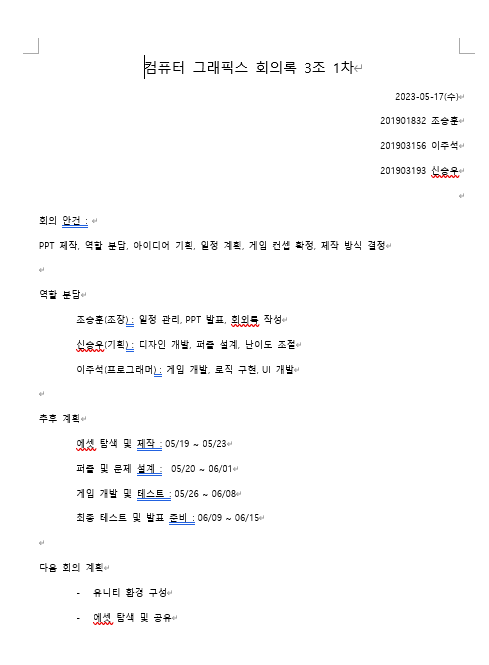 컴퓨터 그래픽스 회의록 3조 1차
2023-05-17(수)
201901832 조승훈
201903156 이주석
201903193 신승우
회의 안건 :
PPT 제작, 역할 분담, 아이디어 기획, 일정 계획, 게임 컨셉 확정, 제작 방식 결정
역할 분담
조승훈(조장) : 일정 관리, PPT 발표, 회외록 작성
신승우(기획) : 디자인 개발, 퍼즐 설계, 난이도 조절
이주석(프로그래머) : 게임 개발, 로직 구현, UI 개발
추후 계획
에셋 탐색 및 제작 : 05/19 ~ 05/23
퍼즐 및 문제 설계 : 05/20 ~ 06/01
게임 개발 및 테스트 : 05/26 ~ 06/08
최종 테스트 및 발표 준비 : 06/09 ~ 06/15
다음 회의 계획
- 유니티 환경 구성
- 에셋 탐색 및 공유